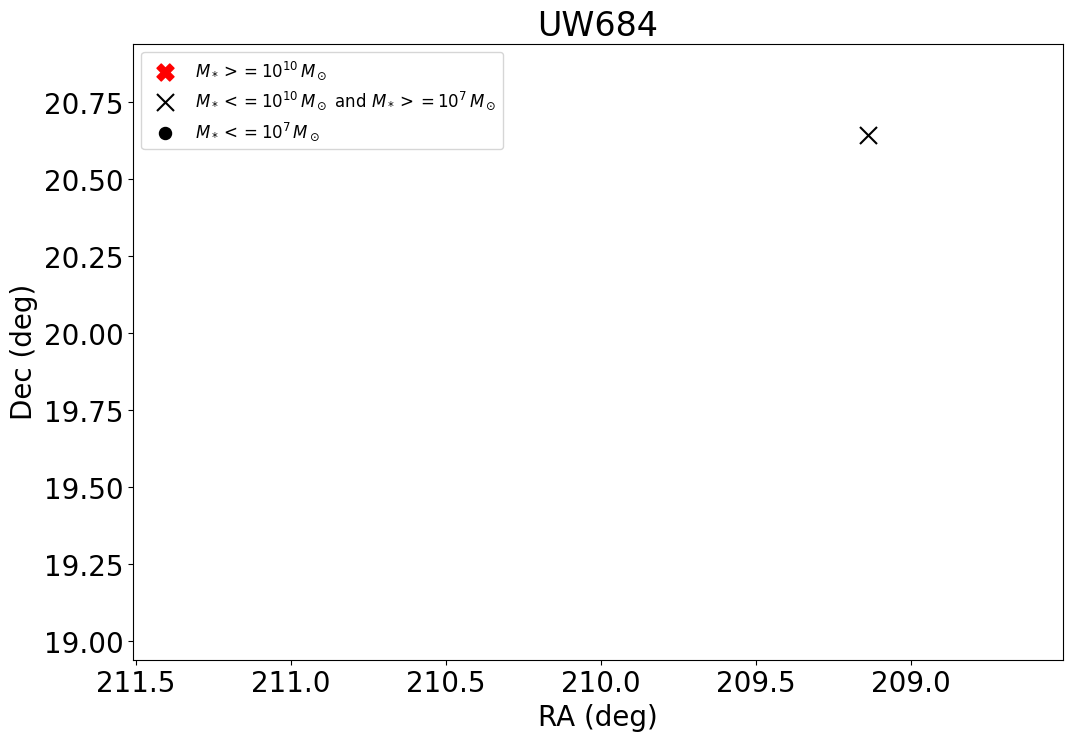 UW684
M* >= 10^10 M⊙
M* <= 10^10 M⊙ and M* >= 10^7 M⊙
M* <= 10^7 M⊙
20.75
20.50
20.25
20.00
19.75
19.50
19.25
19.00
Dec (deg)
211.5 211.0 210.5 210.0 209.5 209.0
RA (deg)